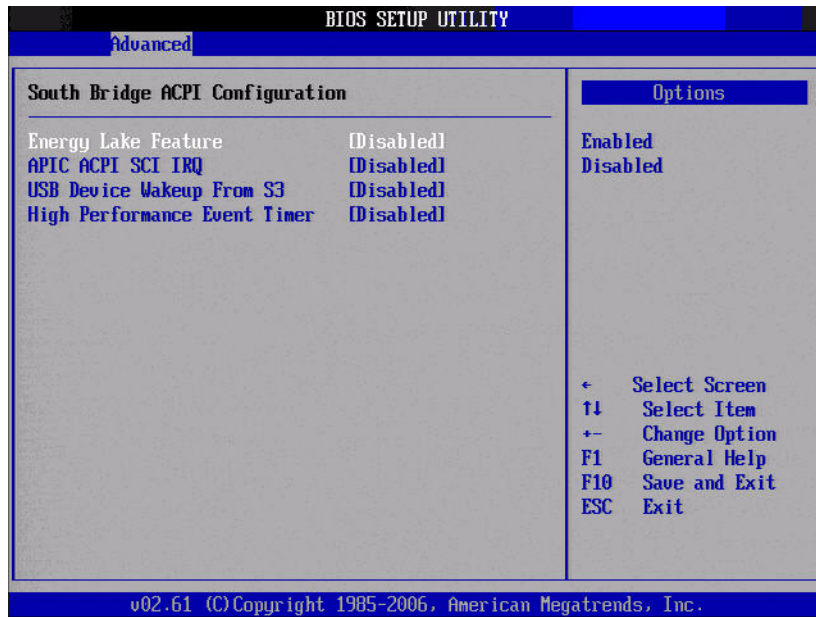 BIOS SETUP UTILITY
Advanced
South Bridge ACPI Configuration
Energy Lake Feature [Disabled]
APIC ACPI SCI IRQ [Disabled]
USB Device Wakeup From S3 [Disabled]
High Performance Event Timer [Disabled]
Options
Enabled
Disabled
← Select Screen
↑↓ Select Item
+- Change Option
F1 General Help
F10 Save and Exit
ESC Exit
v02.61 (C)Copyright 1985-2006, American Megatrends, Inc.